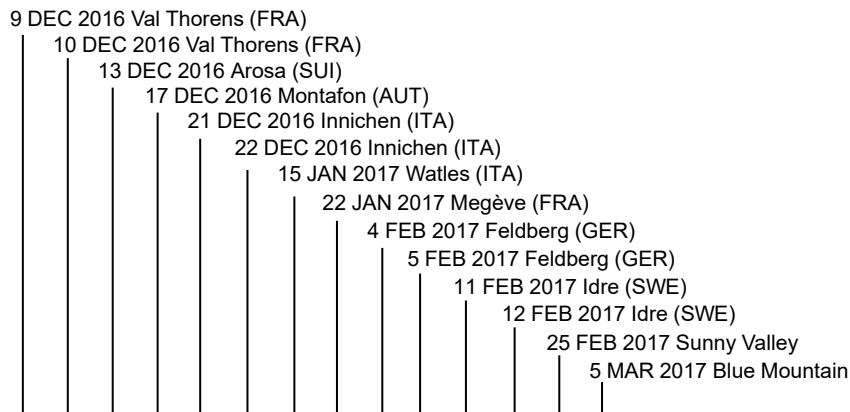 9 DEC 2016 Val Thorens (FRA)
10 DEC 2016 Val Thorens (FRA)
13 DEC 2016 Arosa (SUI)
17 DEC 2016 Montafon (AUT)
21 DEC 2016 Innichen (ITA)
22 DEC 2016 Innichen (ITA)
15 JAN 2017 Watles (ITA)
22 JAN 2017 Megève (FRA)
4 FEB 2017 Feldberg (GER)
5 FEB 2017 Feldberg (GER)
11 FEB 2017 Idre (SWE)
12 FEB 2017 Idre (SWE)
25 FEB 2017 Sunny Valley
5 MAR 2017 Blue Mountain